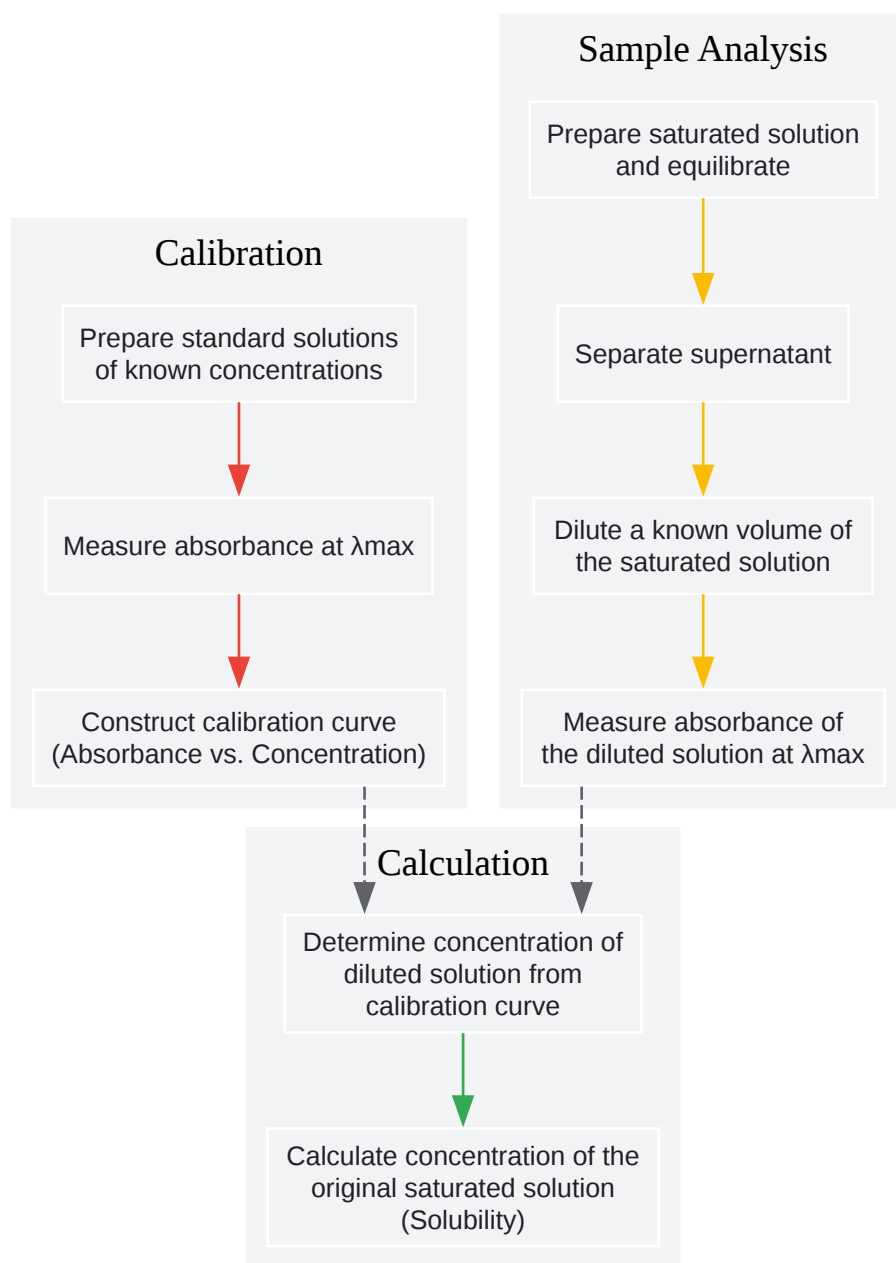 Calibration
Prepare standard solutions
of known concentrations
Measure absorbance at λmax
Construct calibration curve
(Absorbance vs. Concentration)
Sample Analysis
Prepare saturated solution
and equilibrate
Separate supernatant
Dilute a known volume of
the saturated solution
Measure absorbance of
the diluted solution at λmax
Calculation
Determine concentration of
diluted solution from
calibration curve
Calculate concentration of the
original saturated solution
(Solubility)